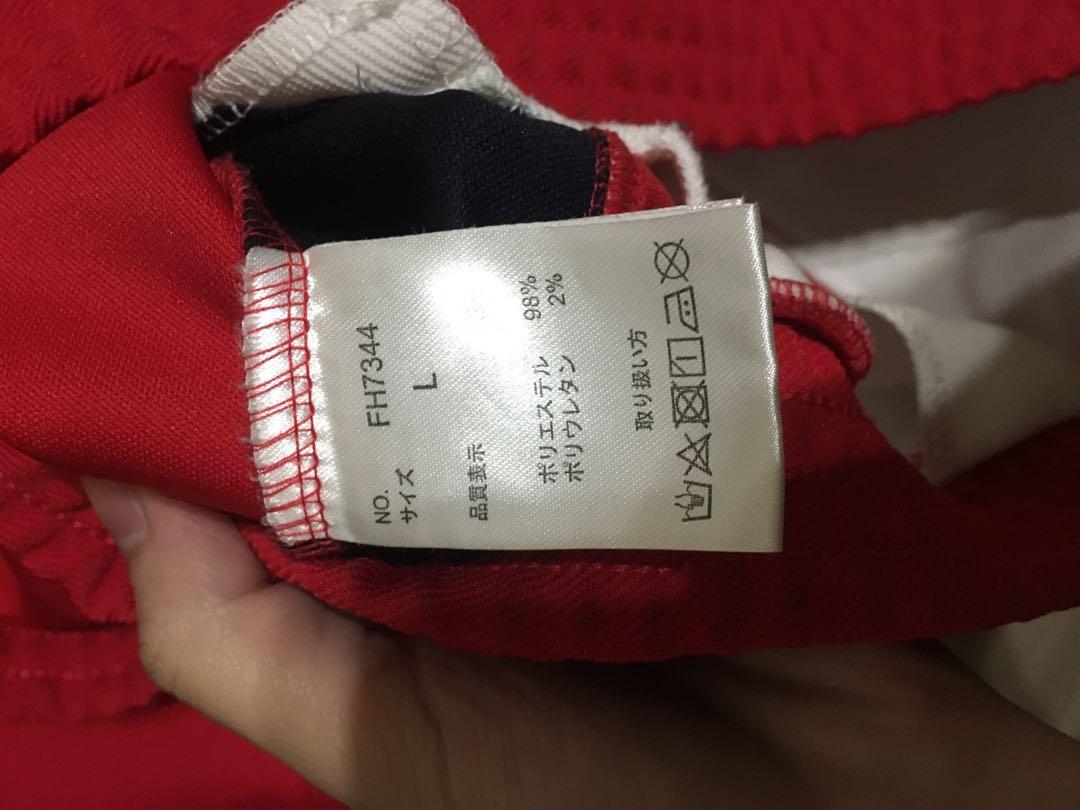 NO. FH7344
サイズ L
品質表示
ポリエステル 98%
ポリウレタン 2%
取り扱い方